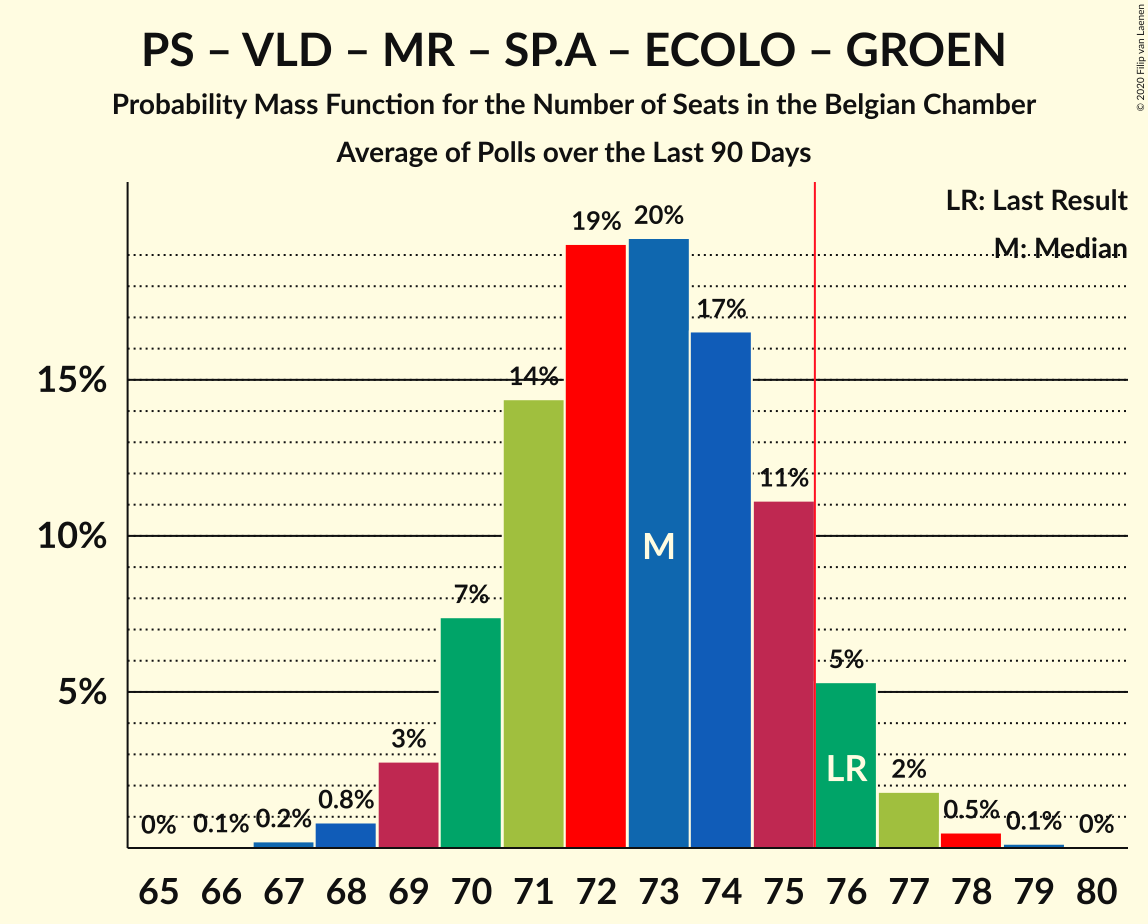 PS – VLD – MR – SP.A – ECOLO – GROEN
Probability Mass Function for the Number of Seats in the Belgian Chamber
Average of Polls over the Last 90 Days
© 2020 Filip van Laenen
LR: Last Result
M: Median
15%
10%
5%
0% 0.1% 0.2% 0.8% 3% 7% 14% 19% 20% 17% 11% 5% 2% 0.5% 0.1% 0%
M
LR
65 66 67 68 69 70 71 72 73 74 75 76 77 78 79 80